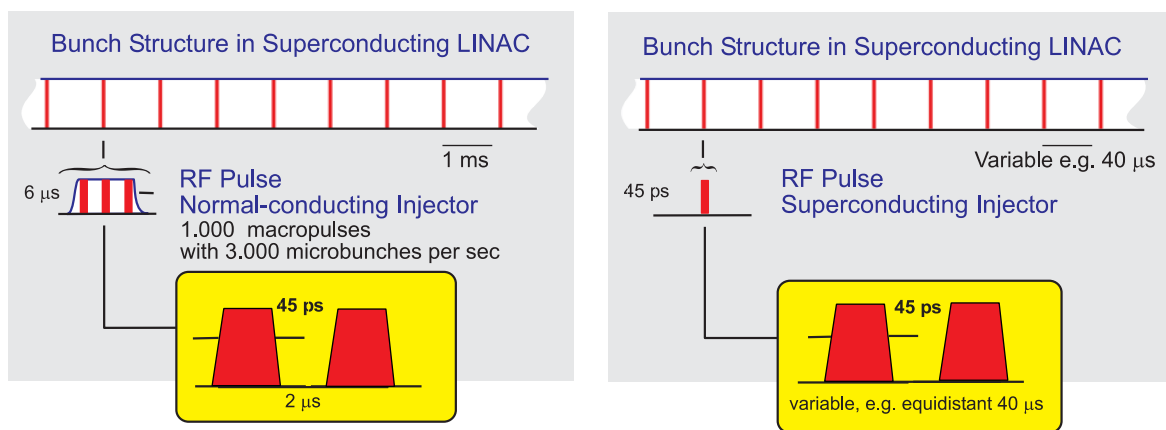 Bunch Structure in Superconducting LINAC
1 ms
6 μs
RF Pulse
Normal-conducting Injector
1.000 macropulses
with 3.000 microbunches per sec
45 ps
2 μs
Bunch Structure in Superconducting LINAC
Variable e.g. 40 μs
45 ps
RF Pulse
Superconducting Injector
45 ps
variable, e.g. equidistant 40 μs